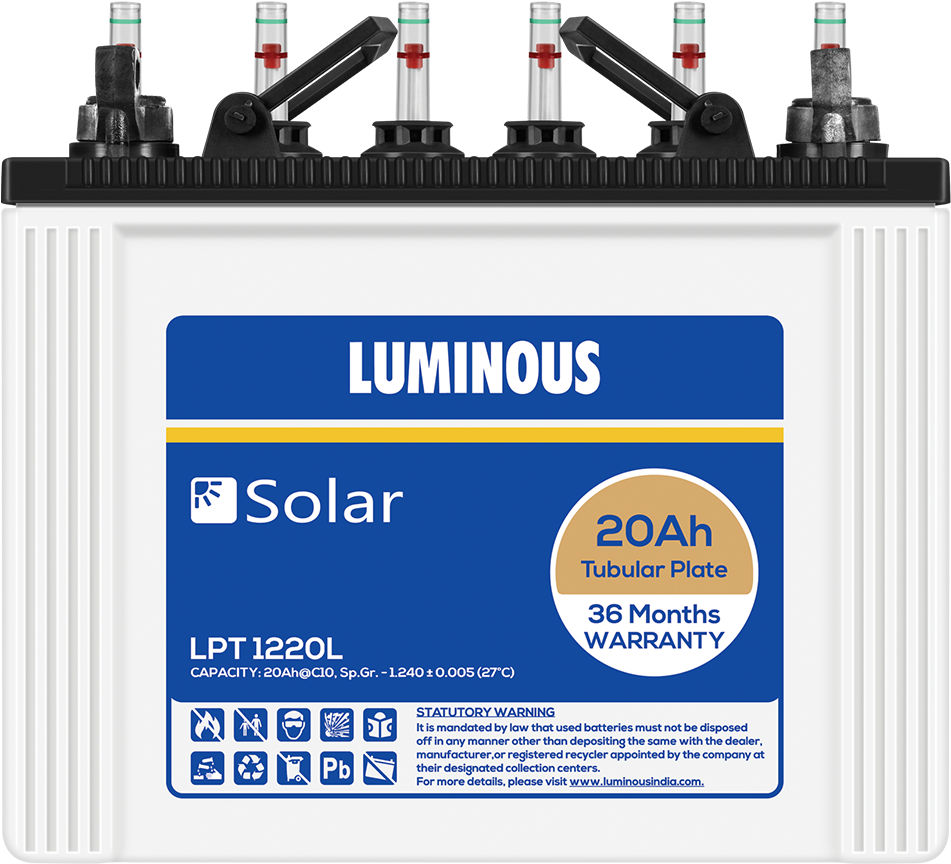 LUMINOUS
Solar
20Ah
Tubular Plate
36 Months
WARRANTY
LPT 1220L
CAPACITY: 20Ah@C10, Sp.Gr. - 1.240 ± 0.005 (27°C)
STATUTORY WARNING
It is mandated by law that used batteries must not be disposed
off in any manner other than depositing the same with the dealer,
manufacturer,or registered recycler appointed by the company at
their designated collection centers.
For more details, please visit www.luminousindia.com.
Pb